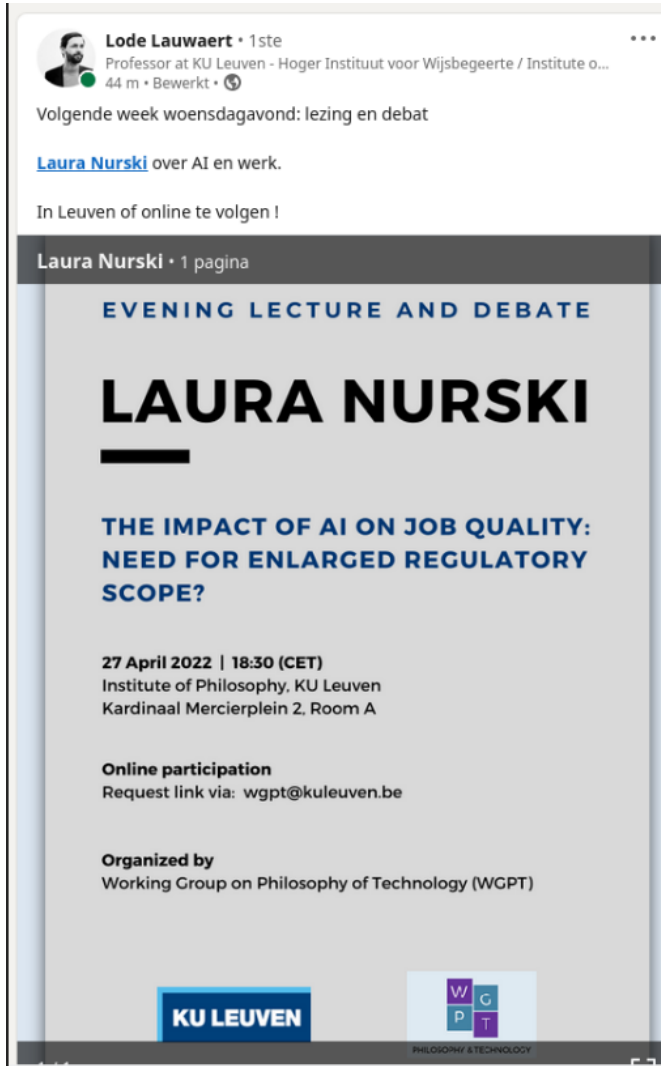 Lode Lauwaert • 1ste
Professor at KU Leuven - Hoger Instituut voor Wijsbegeerte / Institute o...
44 m • Bewerkt •
Volgende week woensdagavond: lezing en debat
Laura Nurski over AI en werk.
In Leuven of online te volgen !
Laura Nurski • 1 pagina
EVENING LECTURE AND DEBATE
LAURA NURSKI
THE IMPACT OF AI ON JOB QUALITY:
NEED FOR ENLARGED REGULATORY
SCOPE?
27 April 2022 | 18:30 (CET)
Institute of Philosophy, KU Leuven
Kardinaal Mercierplein 2, Room A
Online participation
Request link via: wgpt@kuleuven.be
Organized by
Working Group on Philosophy of Technology (WGPT)
KU LEUVEN
W G
P T
PHILOSOPHY & TECHNOLOGY